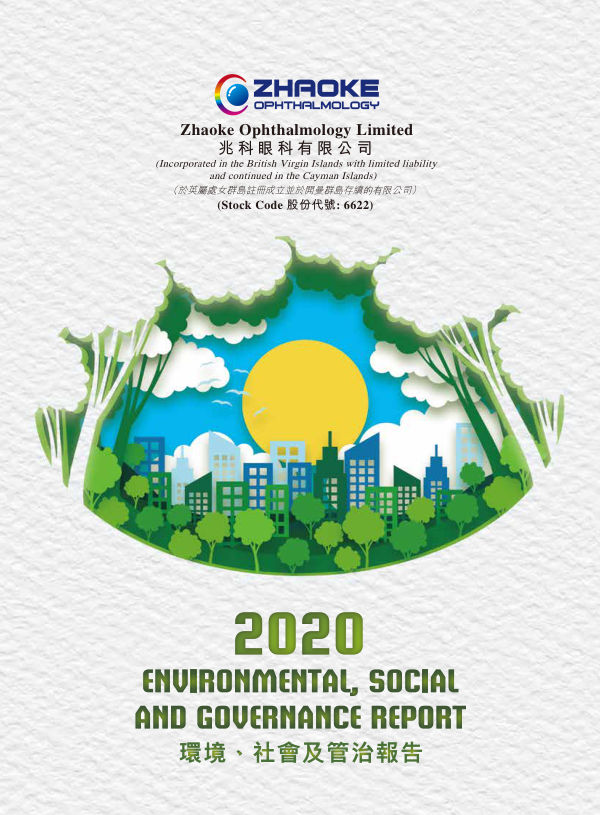 ZHAOKE
OPHTHALMOLOGY
Zhaoke Ophthalmology Limited
兆科眼科有限公司
(Incorporated in the British Virgin Islands with limited liability
and continued in the Cayman Islands)
（於英屬處女群島註冊成立並於開曼群島存續的有限公司）
(Stock Code 股份代號: 6622)
2020
ENVIRONMENTAL, SOCIAL
AND GOVERNANCE REPORT
環境、社會及管治報告